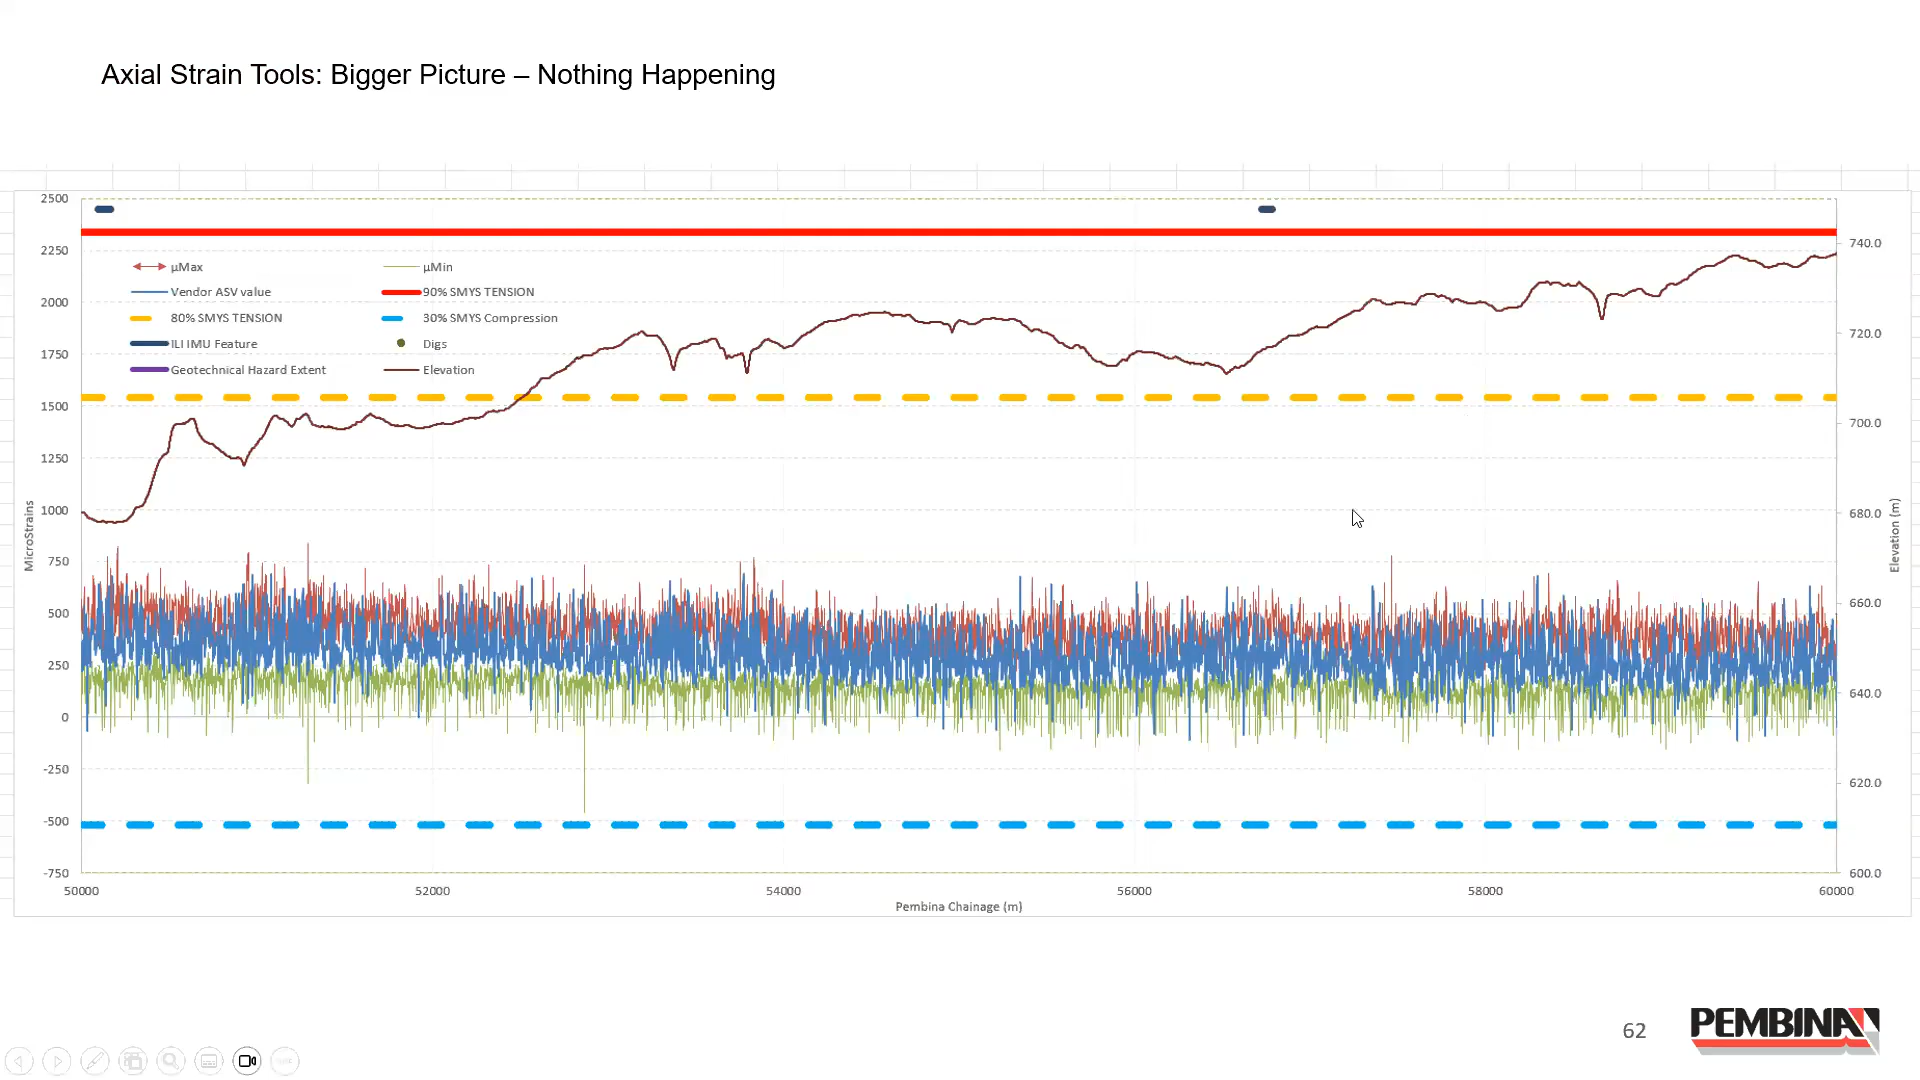 Axial Strain Tools: Bigger Picture – Nothing Happening
2500
2250
2000
1750
1500
1250
1000
750
500
250
0
-250
-500
-750
MicroStrains
µMax
µMin
Vendor ASV value
90% SMYS TENSION
80% SMYS TENSION
30% SMYS Compression
ILI IMU Feature
Digs
Geotechnical Hazard Extent
Elevation
740.0
720.0
700.0
680.0
660.0
640.0
620.0
600.0
Elevation (m)
50000
52000
54000
56000
58000
60000
Pembina Chainage (m)
62
PEMBINA